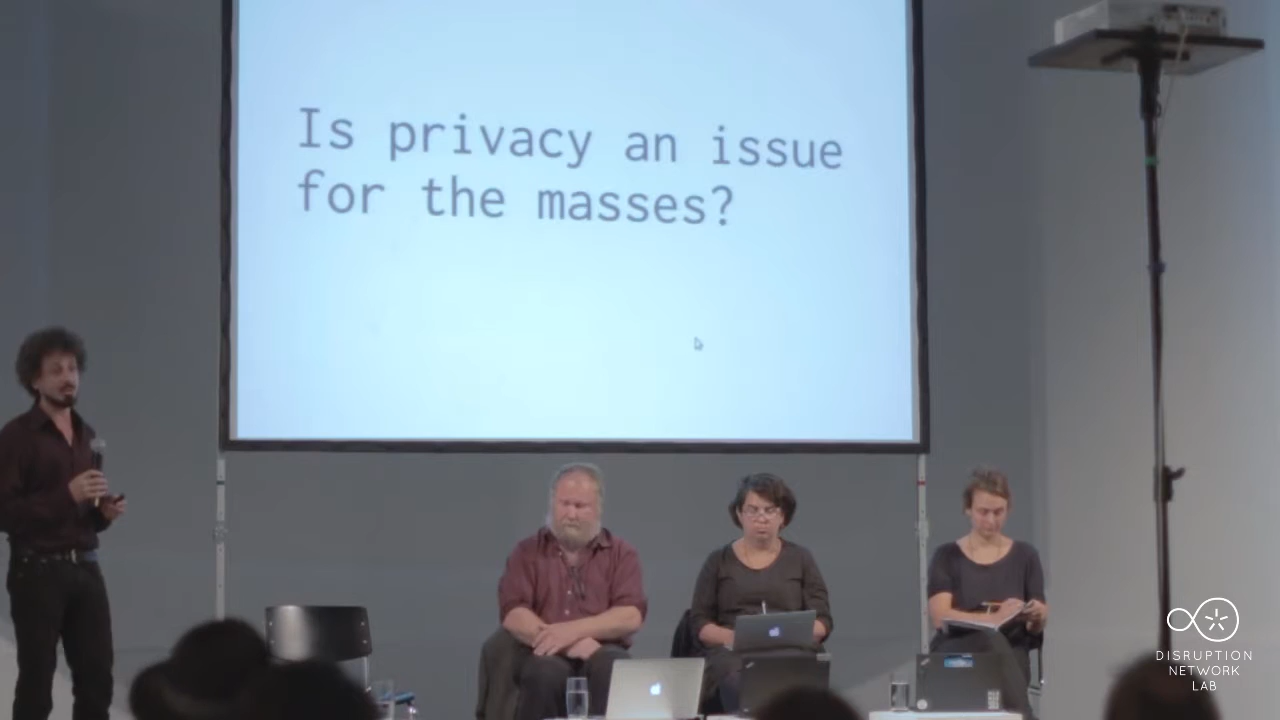 Is privacy an issue
for the masses?
DISRUPTION
NETWORK
LAB